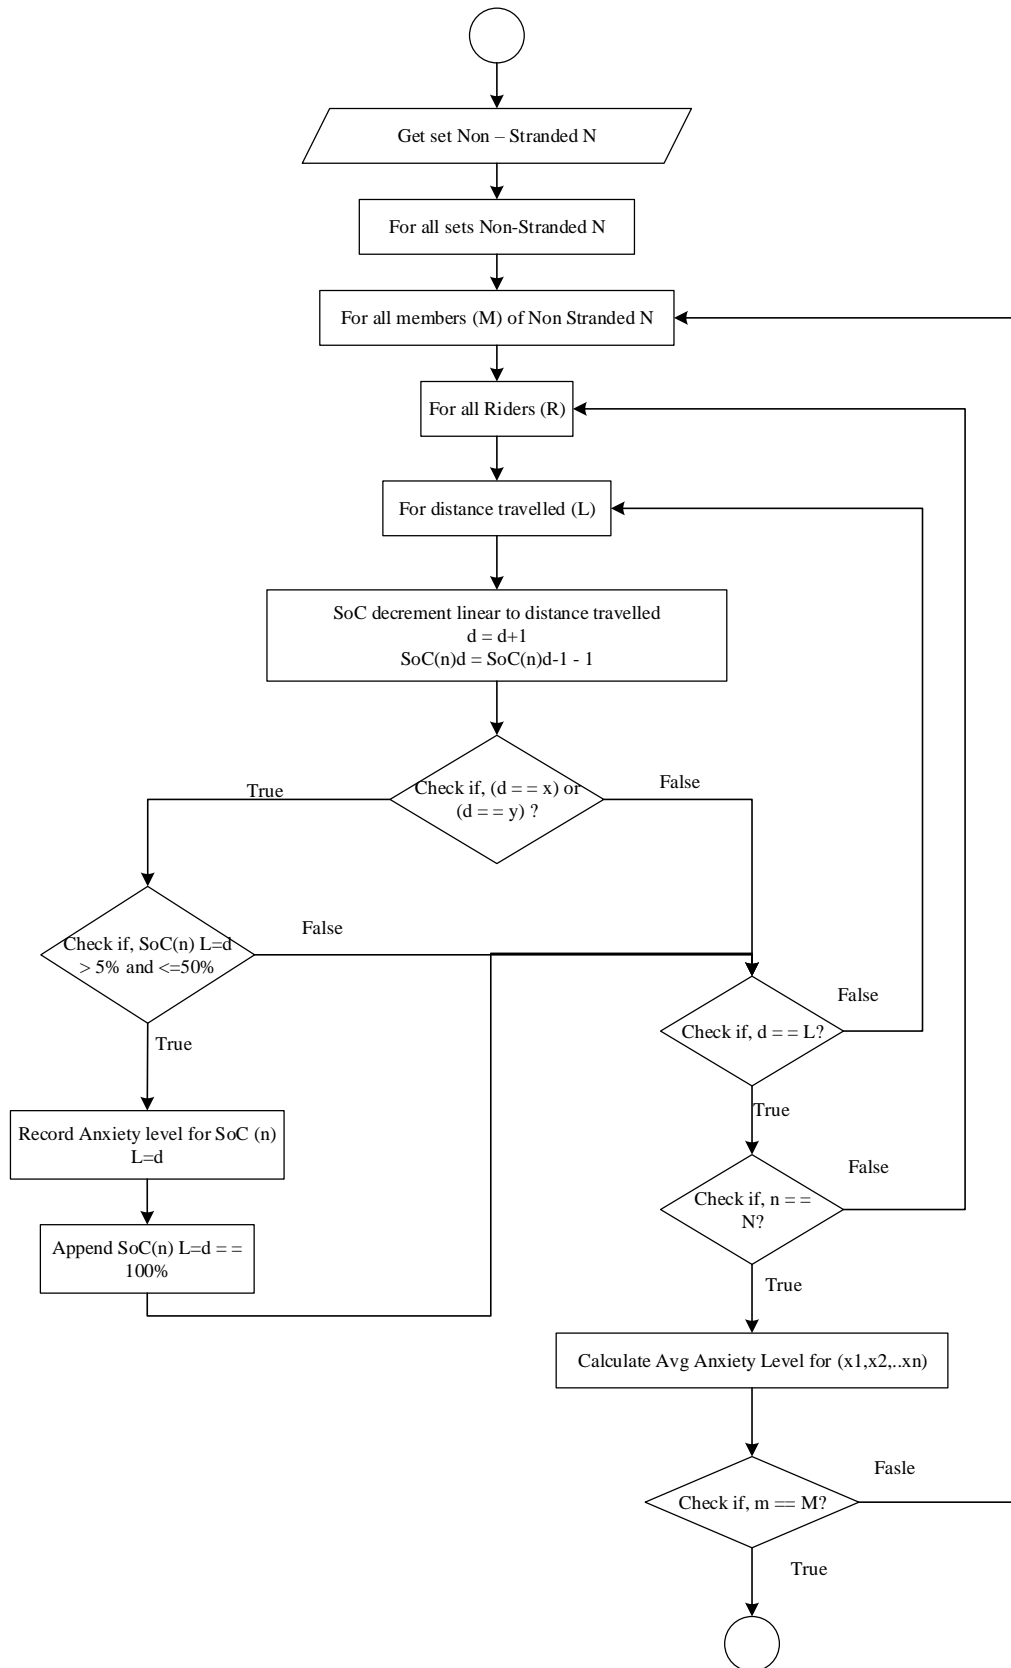 Get set Non – Stranded N
For all sets Non-Stranded N
For all members (M) of Non Stranded N
For all Riders (R)
For distance travelled (L)
SoC decrement linear to distance travelled
d = d+1
SoC(n)d = SoC(n)d-1 - 1
Check if, (d = = x) or
(d = = y) ?
True
False
Check if, SoC(n) L=d
> 5% and <=50%
False
True
Record Anxiety level for SoC (n)
L=d
Append SoC(n) L=d = =
100%
Check if, d = = L?
False
True
Check if, n = =
N?
False
True
Calculate Avg Anxiety Level for (x1,x2,..xn)
Check if, m == M?
Fasle
True